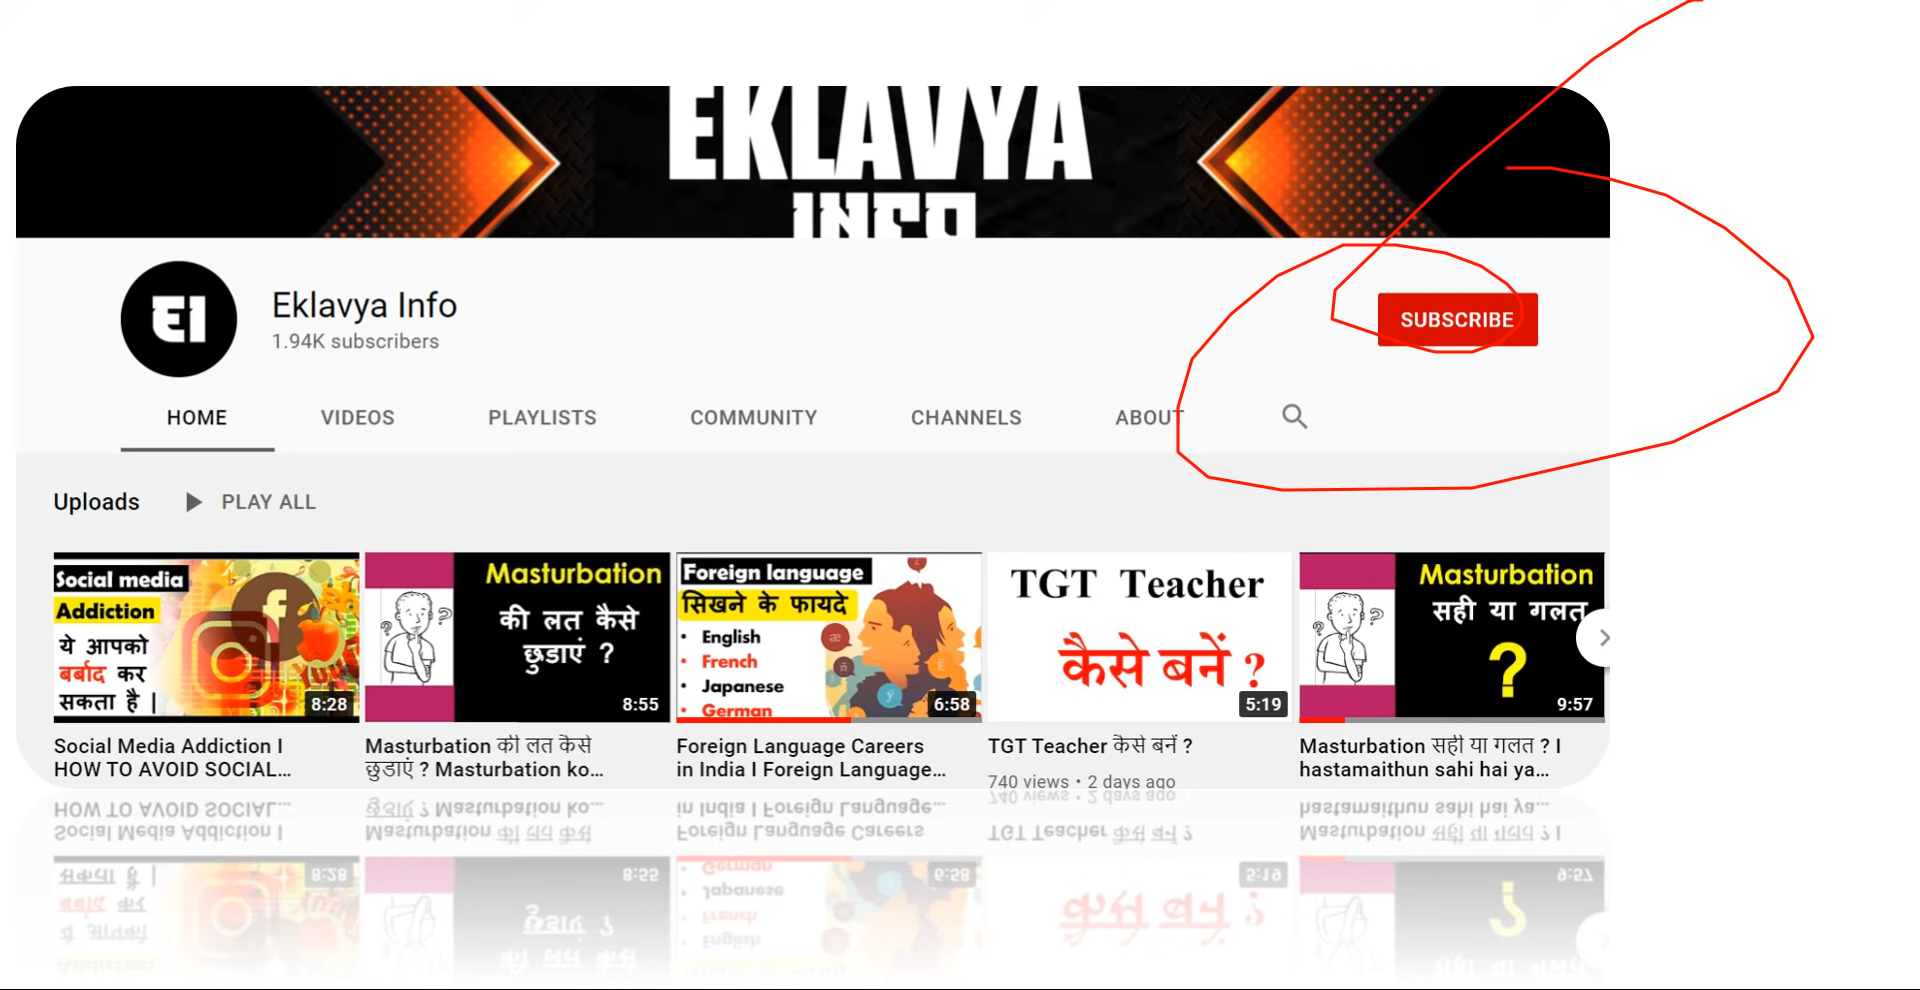 EKLAVYA
INFO
EI
Eklavya Info
1.94K subscribers
SUBSCRIBE
HOME VIDEOS PLAYLISTS COMMUNITY CHANNELS ABOUT
Uploads PLAY ALL
Social media
Addiction
ये आपको
बर्बाद कर
सकता है |
8:28
Masturbation
की लत कैसे
छुडाएं ?
8:55
Foreign language
सिखने के फायदे
• English
• French
• Japanese
• German
6:58
TGT Teacher
कैसे बनें ?
5:19
Masturbation
सही या गलत
?
9:57
Social Media Addiction I
HOW TO AVOID SOCIAL...
Masturbation की लत कैसे
छुडाएं ? Masturbation ko...
Foreign Language Careers
in India I Foreign Language...
TGT Teacher कैसे बनें ?
740 views • 2 days ago
Masturbation सही या गलत ? I
hastamaithun sahi hai ya...